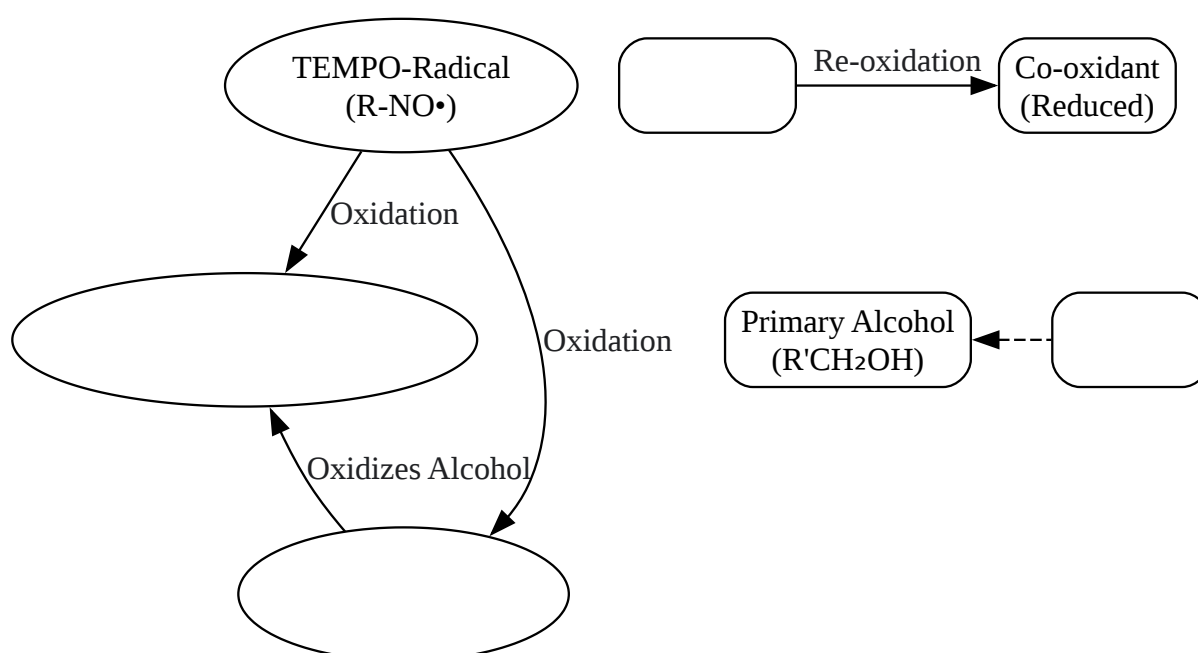 TEMPO-Radical
(R-NO•)
Re-oxidation
Co-oxidant
(Reduced)
Oxidation
Oxidation
Primary Alcohol
(R'CH₂OH)
Oxidizes Alcohol